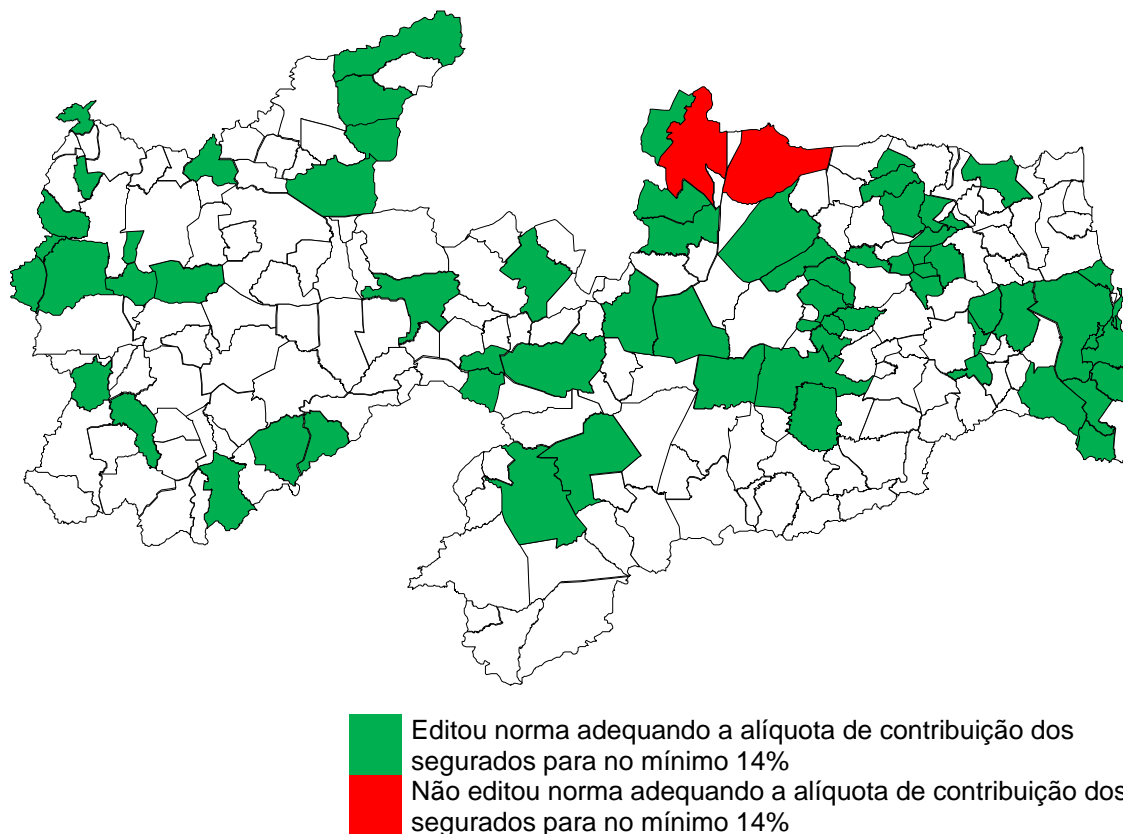 Editou norma adequando a alíquota de contribuição dos
segurados para no mínimo 14%
Não editou norma adequando a alíquota de contribuição dos
segurados para no mínimo 14%